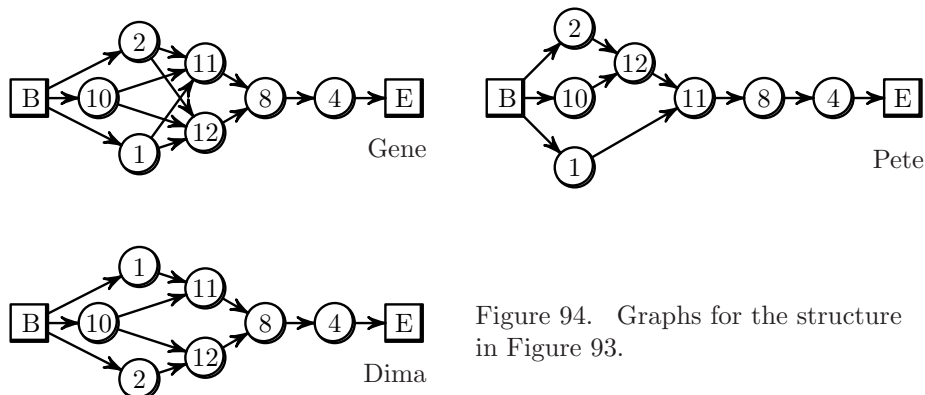 2 2
11 12
B 10 8 4 E B 10 11 8 4 E
12
1 Gene 1 Pete
1
11
B 10 8 4 E Figure 94. Graphs for the structure
12 in Figure 93.
2 Dima